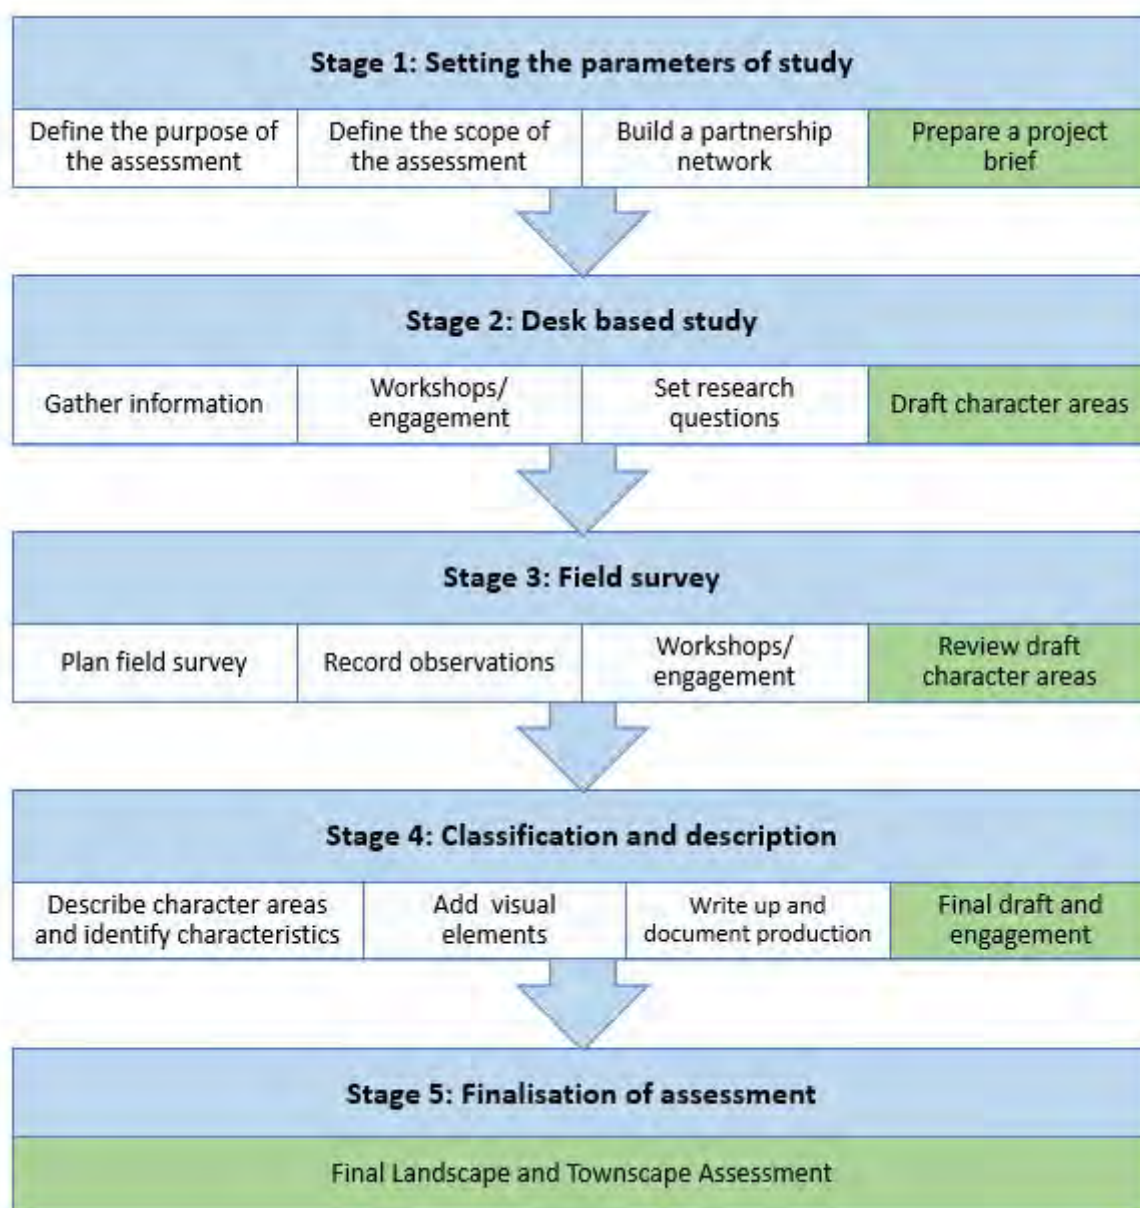 Stage 1: Setting the parameters of study
Define the purpose of
the assessment
Define the scope of
the assessment
Build a partnership
network
Prepare a project
brief
Stage 2: Desk based study
Gather information
Workshops/
engagement
Set research
questions
Draft character areas
Stage 3: Field survey
Plan field survey
Record observations
Workshops/
engagement
Review draft
character areas
Stage 4: Classification and description
Describe character areas
and identify characteristics
Add visual
elements
Write up and
document production
Final draft and
engagement
Stage 5: Finalisation of assessment
Final Landscape and Townscape Assessment